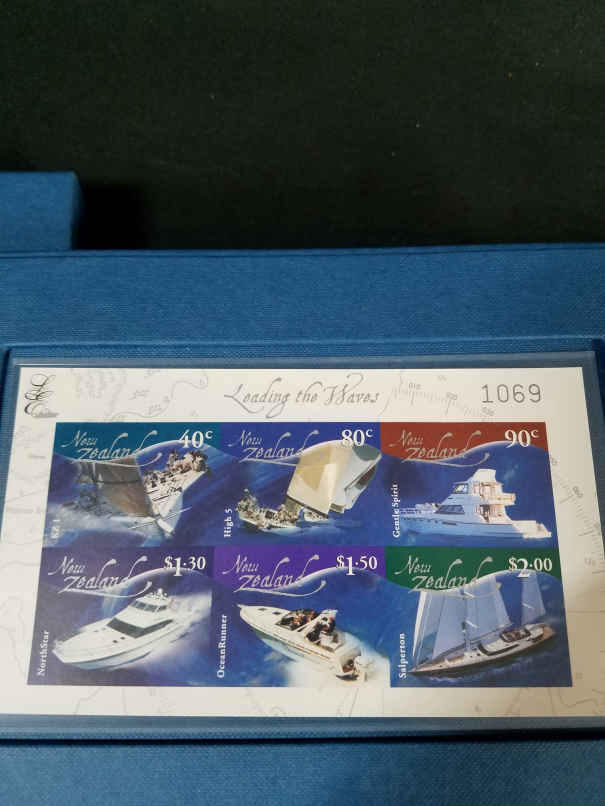 Leading the Waves
1069
New Zealand 40c
New Zealand 80c
High 5
New Zealand 90c
Gentle Spirit
New Zealand $1.30
NorthStar
New Zealand $1.50
OceanRunner
New Zealand $2.00
Salperton